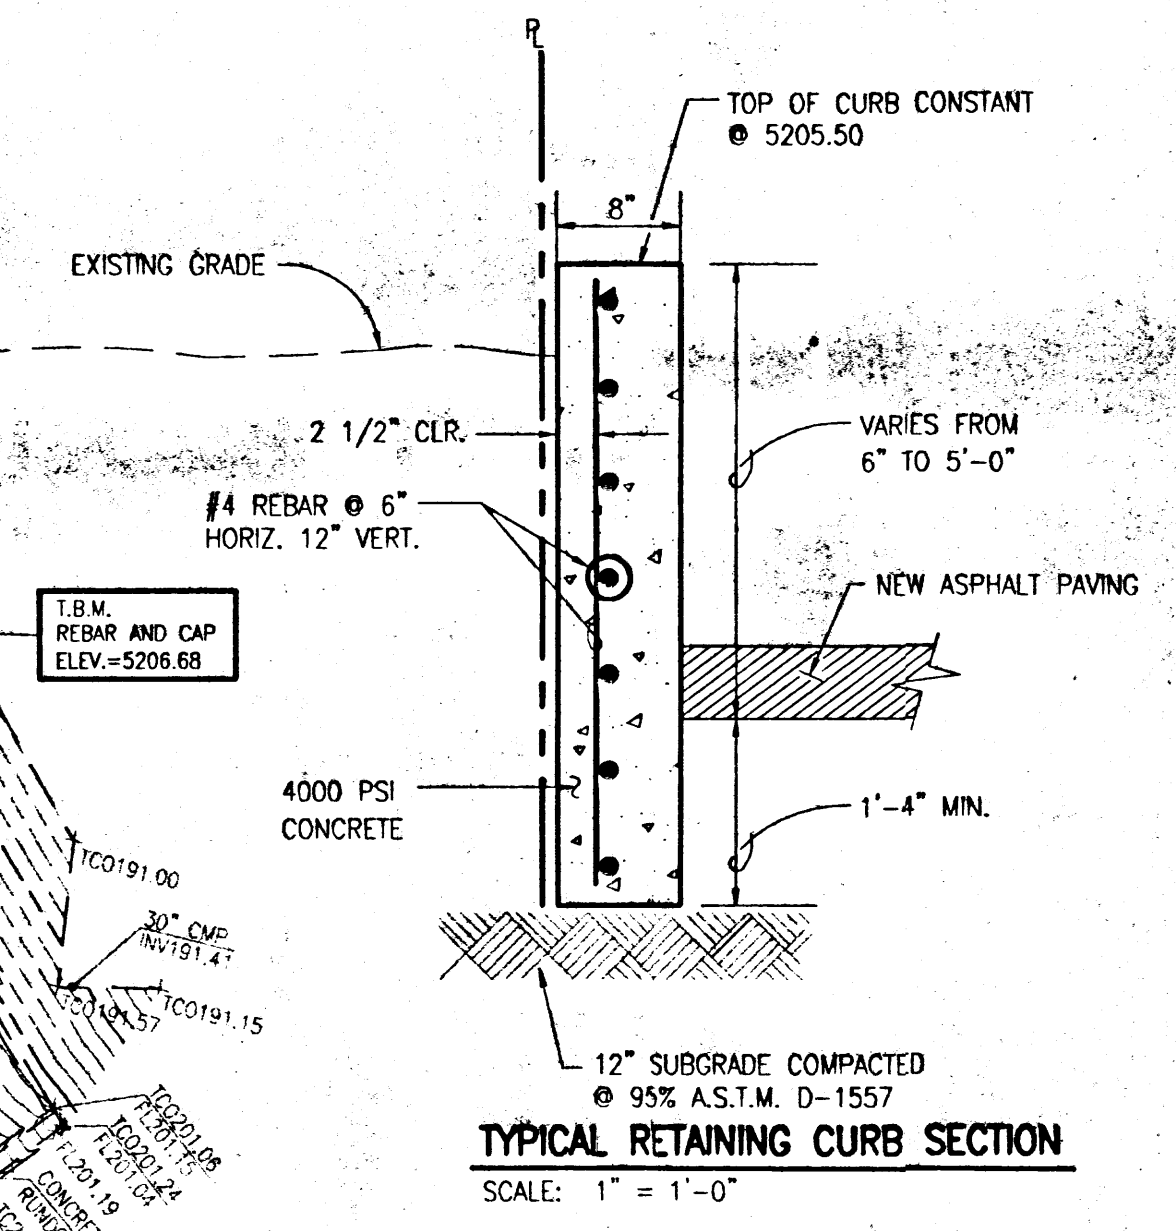 PL
TOP OF CURB CONSTANT
@ 5205.50
8"
EXISTING GRADE
2 1/2" CLR.
VARIES FROM
6" TO 5'-0"
#4 REBAR @ 6"
HORIZ. 12" VERT.
NEW ASPHALT PAVING
T.B.M.
REBAR AND CAP
ELEV.=5206.68
4000 PSI
CONCRETE
1'-4" MIN.
TC0191.00
30" CMP
INV191.41
TC0191.57
TC0191.15
12" SUBGRADE COMPACTED
@ 95% A.S.T.M. D-1557
TYPICAL RETAINING CURB SECTION
SCALE: 1" = 1'-0"
TC0201.06
FL201.15
TC0201.24
FL201.04
FL201.19